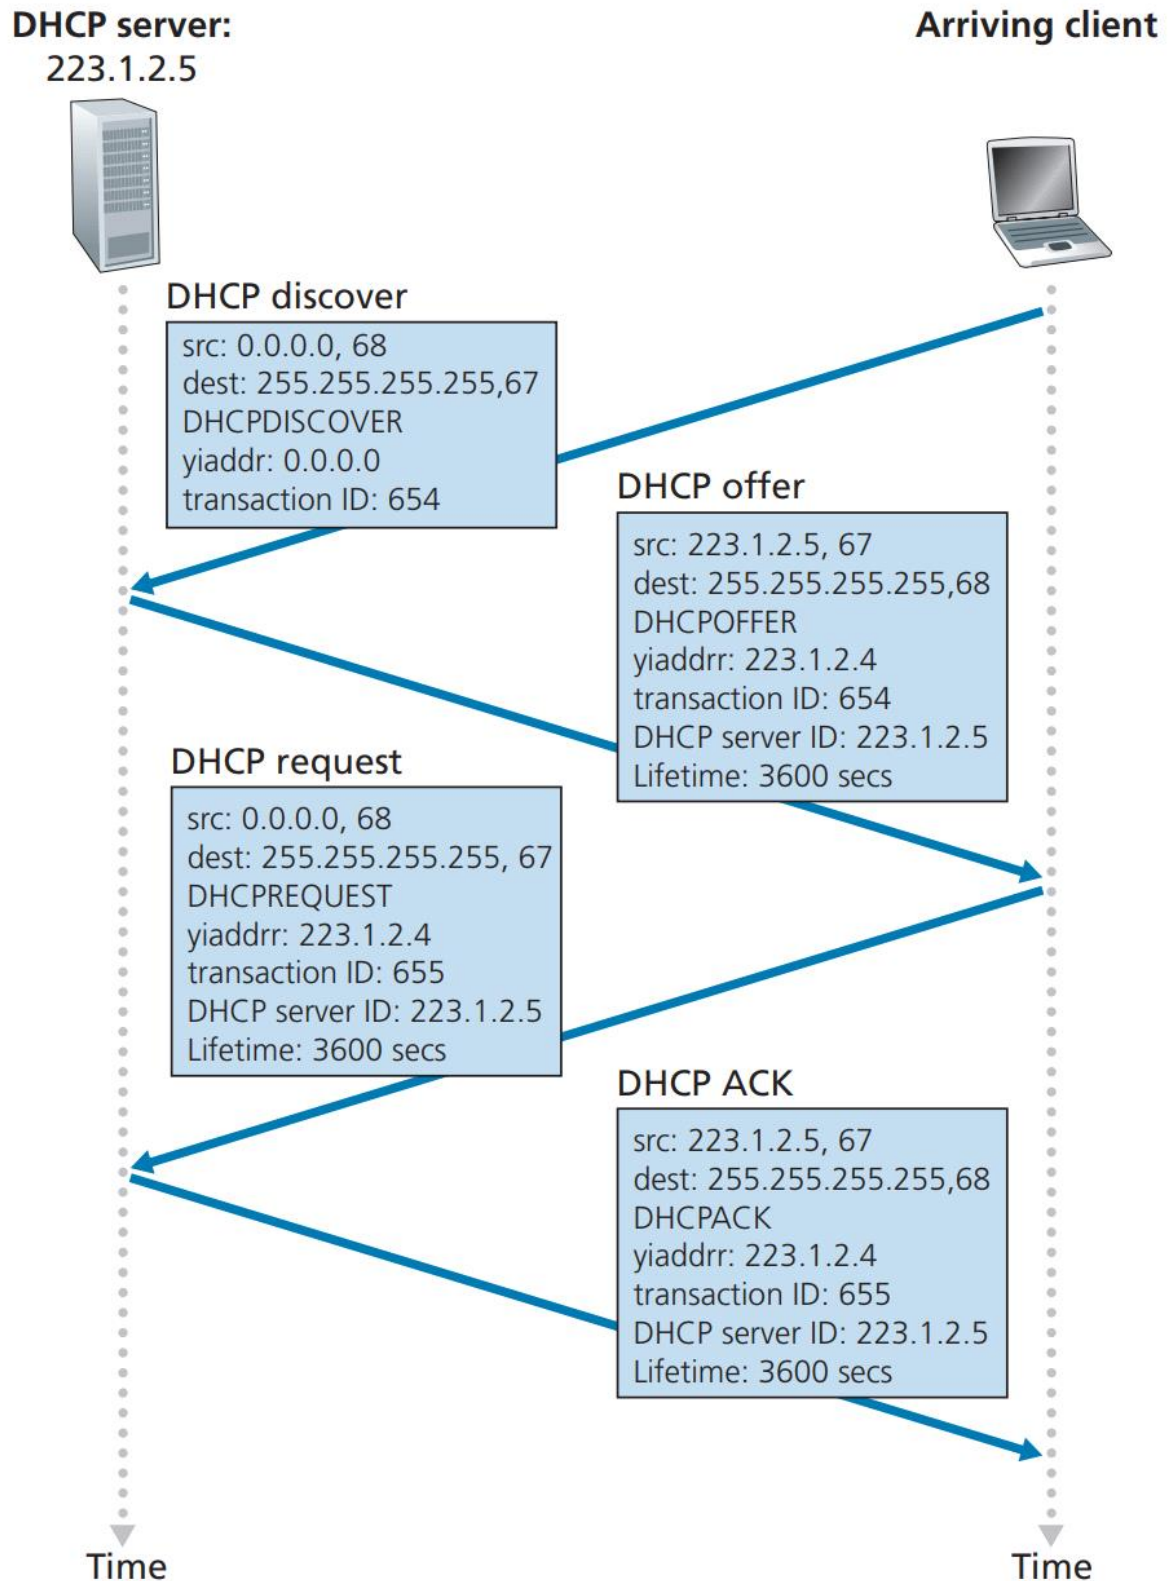 DHCP server:
223.1.2.5
Arriving client
DHCP discover
src: 0.0.0.0, 68
dest: 255.255.255.255,67
DHCPDISCOVER
yiaddr: 0.0.0.0
transaction ID: 654
DHCP offer
src: 223.1.2.5, 67
dest: 255.255.255.255,68
DHCPOFFER
yiaddrr: 223.1.2.4
transaction ID: 654
DHCP server ID: 223.1.2.5
Lifetime: 3600 secs
DHCP request
src: 0.0.0.0, 68
dest: 255.255.255.255, 67
DHCPREQUEST
yiaddrr: 223.1.2.4
transaction ID: 655
DHCP server ID: 223.1.2.5
Lifetime: 3600 secs
DHCP ACK
src: 223.1.2.5, 67
dest: 255.255.255.255,68
DHCPACK
yiaddrr: 223.1.2.4
transaction ID: 655
DHCP server ID: 223.1.2.5
Lifetime: 3600 secs
Time
Time